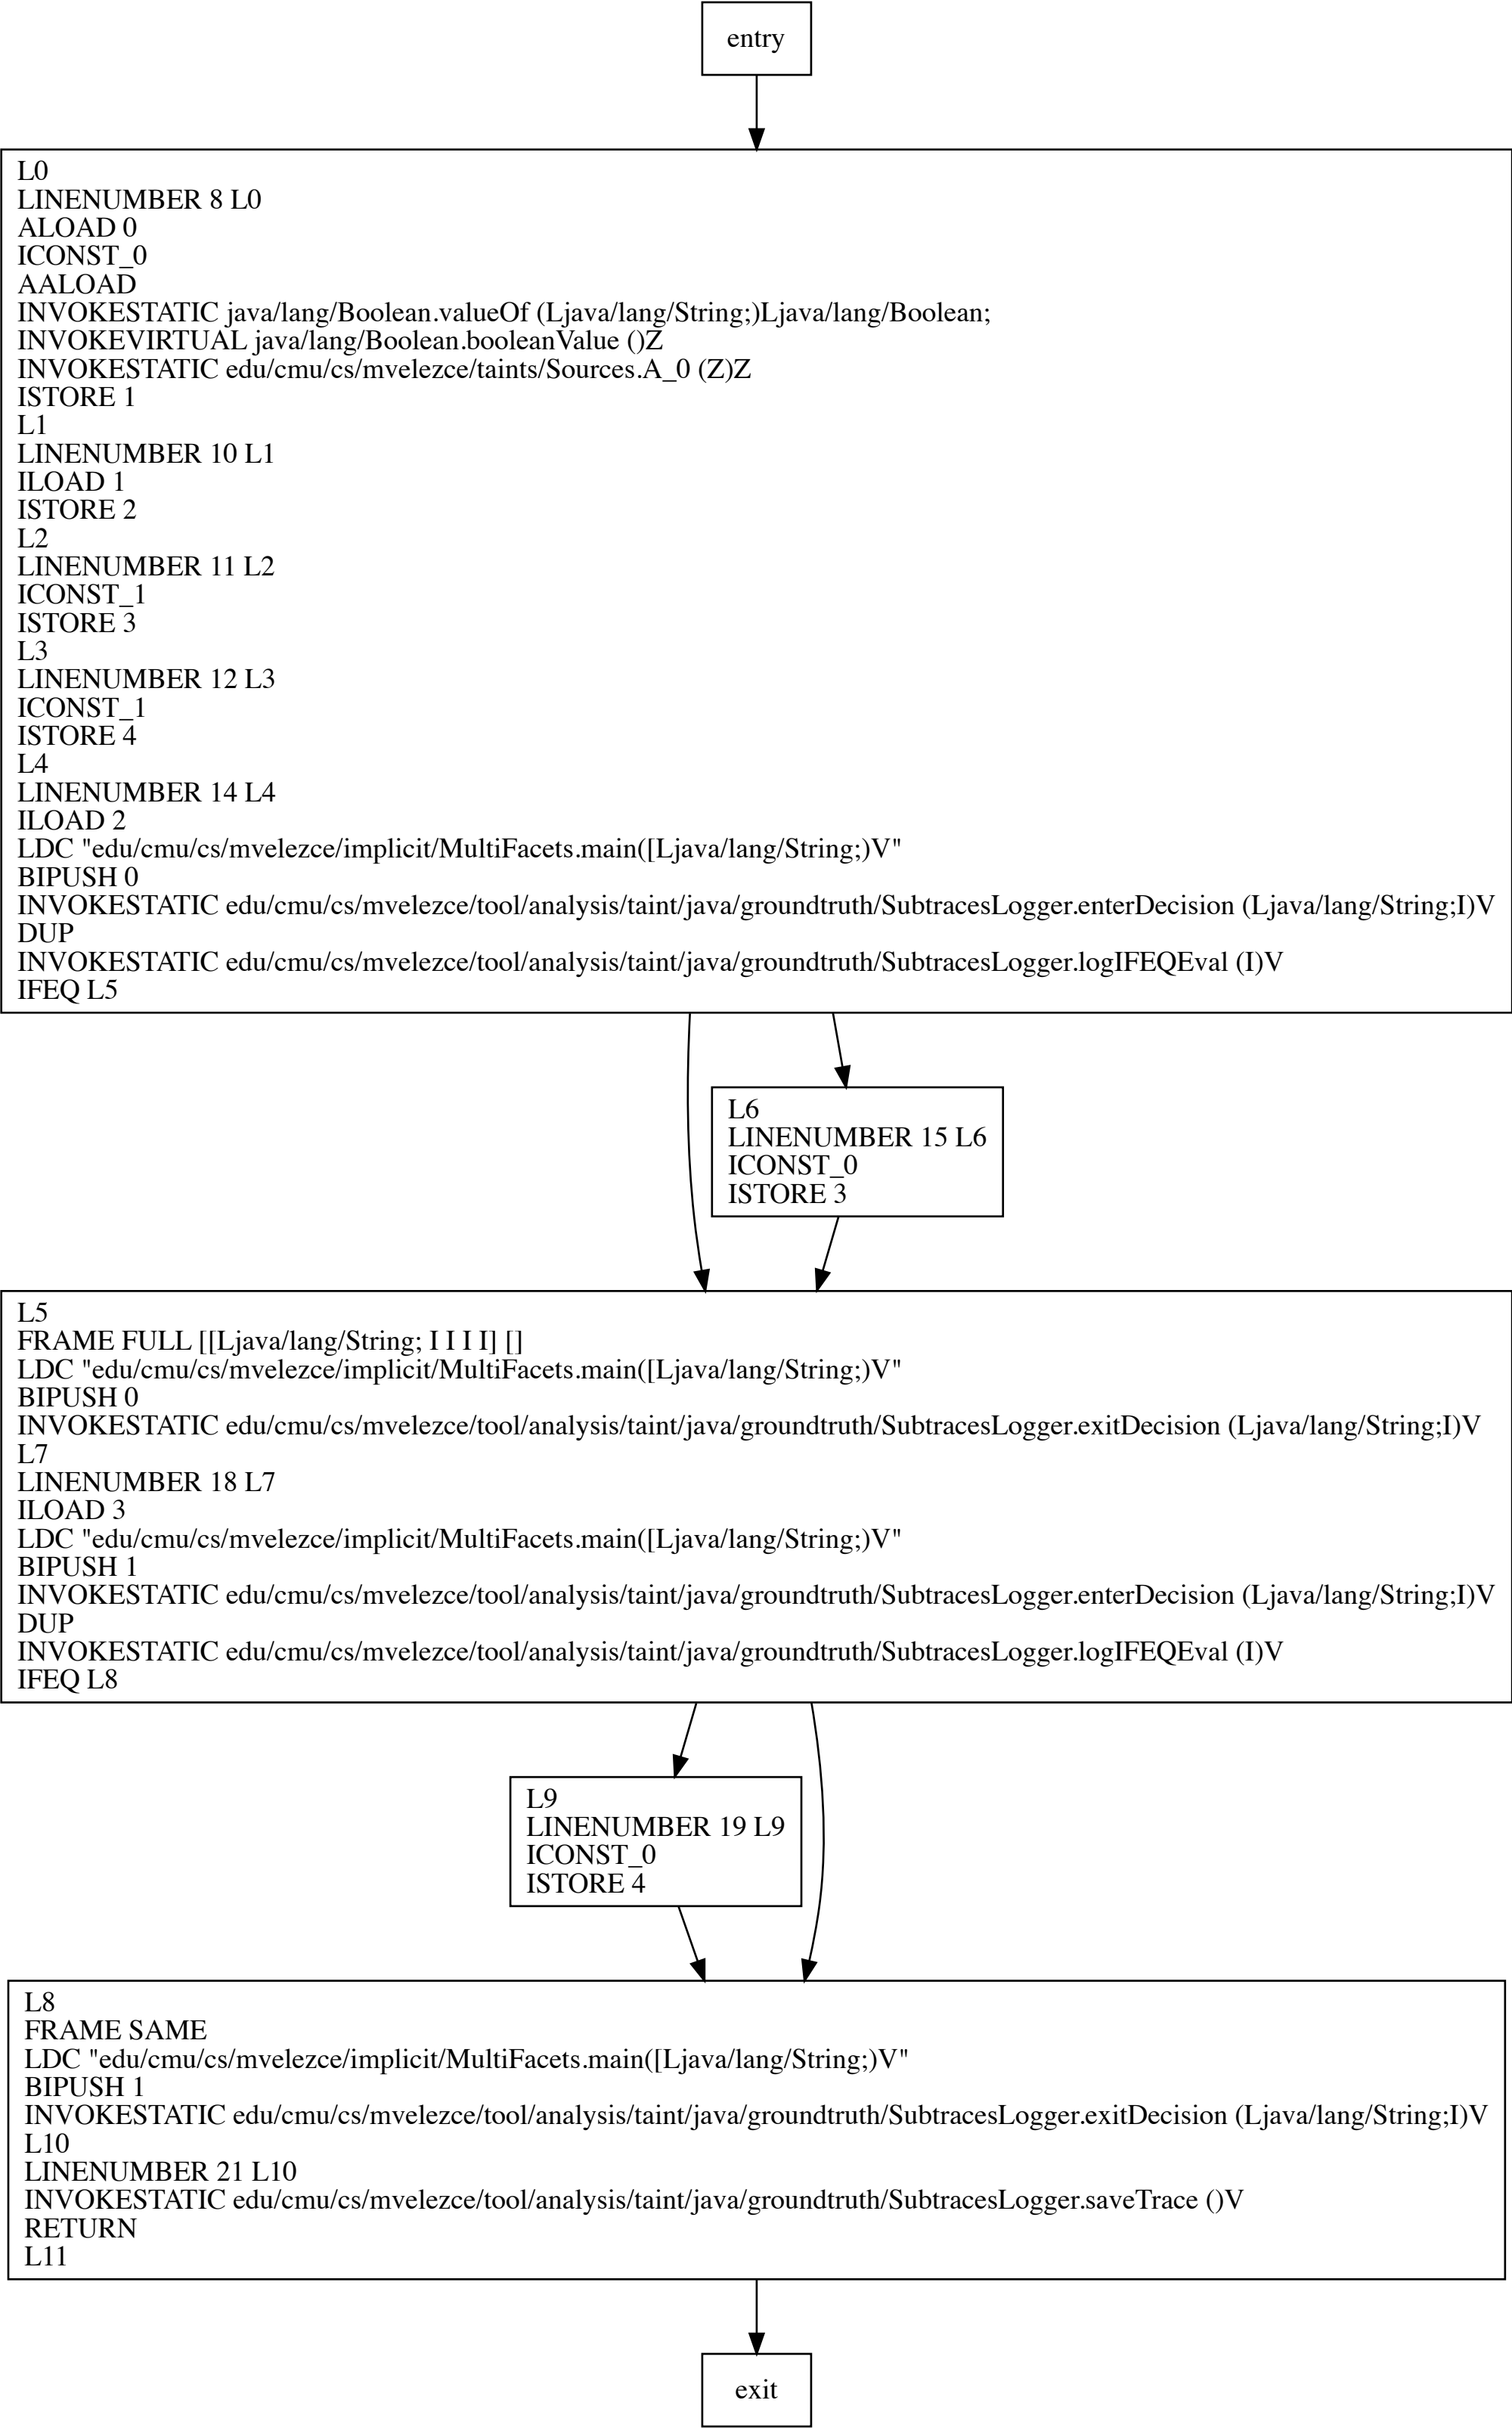 entry
L0
LINENUMBER 8 L0
ALOAD 0
ICONST_0
AALOAD
INVOKESTATIC java/lang/Boolean.valueOf (Ljava/lang/String;)Ljava/lang/Boolean;
INVOKEVIRTUAL java/lang/Boolean.booleanValue ()Z
INVOKESTATIC edu/cmu/cs/mvelezce/taints/Sources.A_0 (Z)Z
ISTORE 1
L1
LINENUMBER 10 L1
ILOAD 1
ISTORE 2
L2
LINENUMBER 11 L2
ICONST_1
ISTORE 3
L3
LINENUMBER 12 L3
ICONST_1
ISTORE 4
L4
LINENUMBER 14 L4
ILOAD 2
LDC "edu/cmu/cs/mvelezce/implicit/MultiFacets.main([Ljava/lang/String;)V"
BIPUSH 0
INVOKESTATIC edu/cmu/cs/mvelezce/tool/analysis/taint/java/groundtruth/SubtracesLogger.enterDecision (Ljava/lang/String;I)V
DUP
INVOKESTATIC edu/cmu/cs/mvelezce/tool/analysis/taint/java/groundtruth/SubtracesLogger.logIFEQEval (I)V
IFEQ L5
L6
LINENUMBER 15 L6
ICONST_0
ISTORE 3
L5
FRAME FULL [[Ljava/lang/String; I I I I] []
LDC "edu/cmu/cs/mvelezce/implicit/MultiFacets.main([Ljava/lang/String;)V"
BIPUSH 0
INVOKESTATIC edu/cmu/cs/mvelezce/tool/analysis/taint/java/groundtruth/SubtracesLogger.exitDecision (Ljava/lang/String;I)V
L7
LINENUMBER 18 L7
ILOAD 3
LDC "edu/cmu/cs/mvelezce/implicit/MultiFacets.main([Ljava/lang/String;)V"
BIPUSH 1
INVOKESTATIC edu/cmu/cs/mvelezce/tool/analysis/taint/java/groundtruth/SubtracesLogger.enterDecision (Ljava/lang/String;I)V
DUP
INVOKESTATIC edu/cmu/cs/mvelezce/tool/analysis/taint/java/groundtruth/SubtracesLogger.logIFEQEval (I)V
IFEQ L8
L9
LINENUMBER 19 L9
ICONST_0
ISTORE 4
L8
FRAME SAME
LDC "edu/cmu/cs/mvelezce/implicit/MultiFacets.main([Ljava/lang/String;)V"
BIPUSH 1
INVOKESTATIC edu/cmu/cs/mvelezce/tool/analysis/taint/java/groundtruth/SubtracesLogger.exitDecision (Ljava/lang/String;I)V
L10
LINENUMBER 21 L10
INVOKESTATIC edu/cmu/cs/mvelezce/tool/analysis/taint/java/groundtruth/SubtracesLogger.saveTrace ()V
RETURN
L11
exit